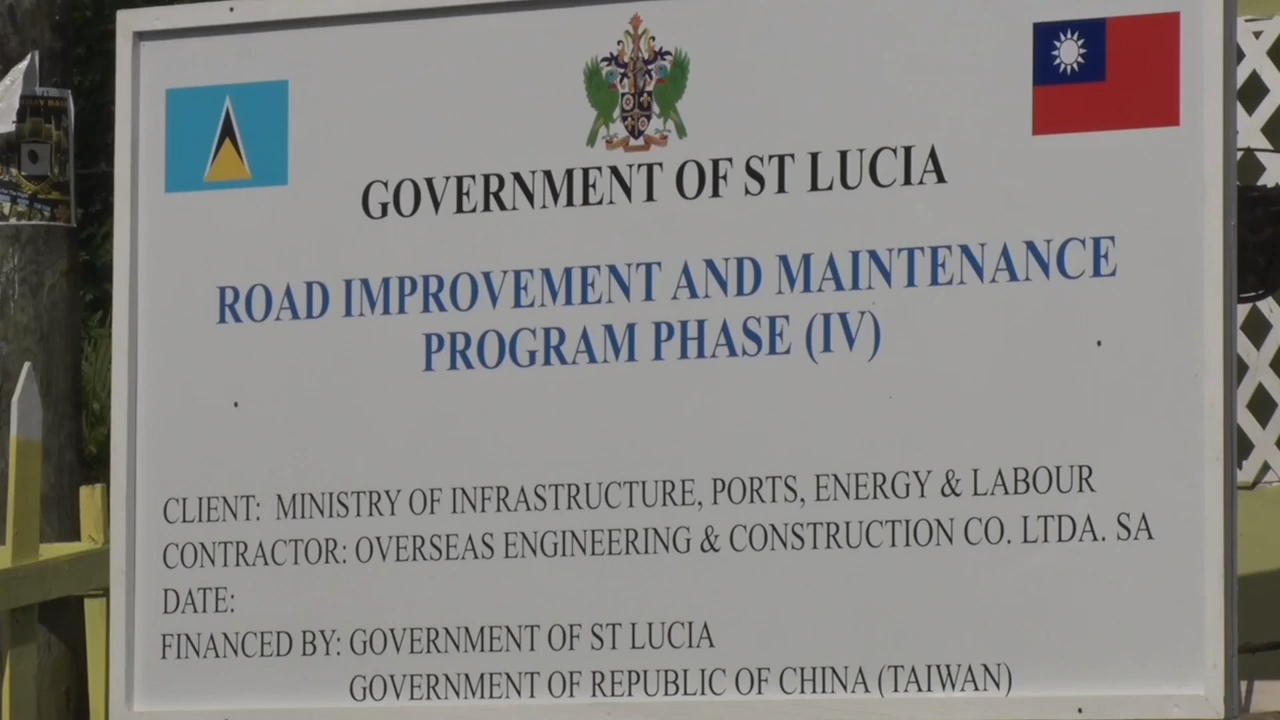 GOVERNMENT OF ST LUCIA
ROAD IMPROVEMENT AND MAINTENANCE
PROGRAM PHASE (IV)
CLIENT: MINISTRY OF INFRASTRUCTURE, PORTS, ENERGY & LABOUR
CONTRACTOR: OVERSEAS ENGINEERING & CONSTRUCTION CO. LTDA. SA
DATE:
FINANCED BY: GOVERNMENT OF ST LUCIA
GOVERNMENT OF REPUBLIC OF CHINA (TAIWAN)